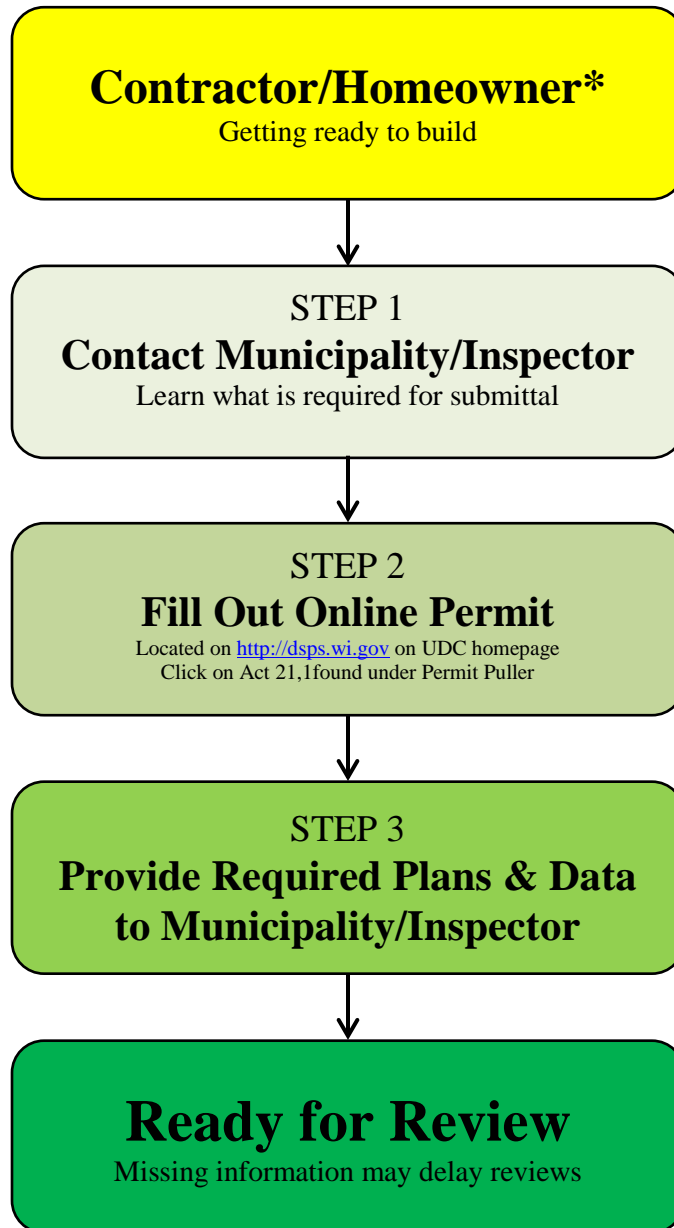 Contractor/Homeowner*
Getting ready to build
STEP 1
Contact Municipality/Inspector
Learn what is required for submittal
STEP 2
Fill Out Online Permit
Located on http://dsps.wi.gov on UDC homepage
Click on Act 21,1found under Permit Puller
STEP 3
Provide Required Plans & Data
to Municipality/Inspector
Ready for Review
Missing information may delay reviews